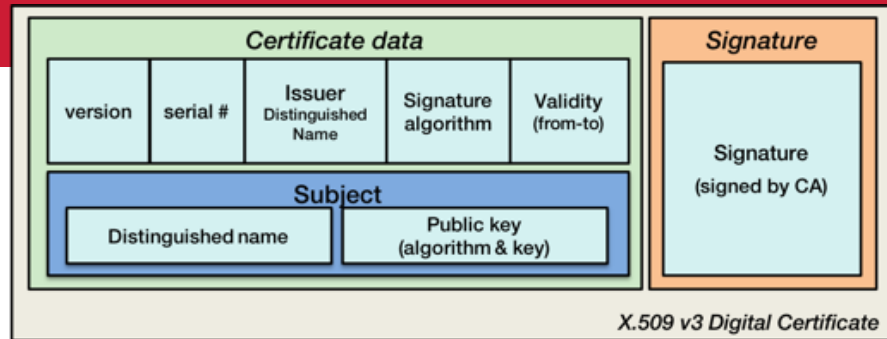 Certificate data
version
serial #
Issuer
Distinguished
Name
Signature
algorithm
Validity
(from-to)
Subject
Distinguished name
Public key
(algorithm & key)
Signature
Signature
(signed by CA)
X.509 v3 Digital Certificate